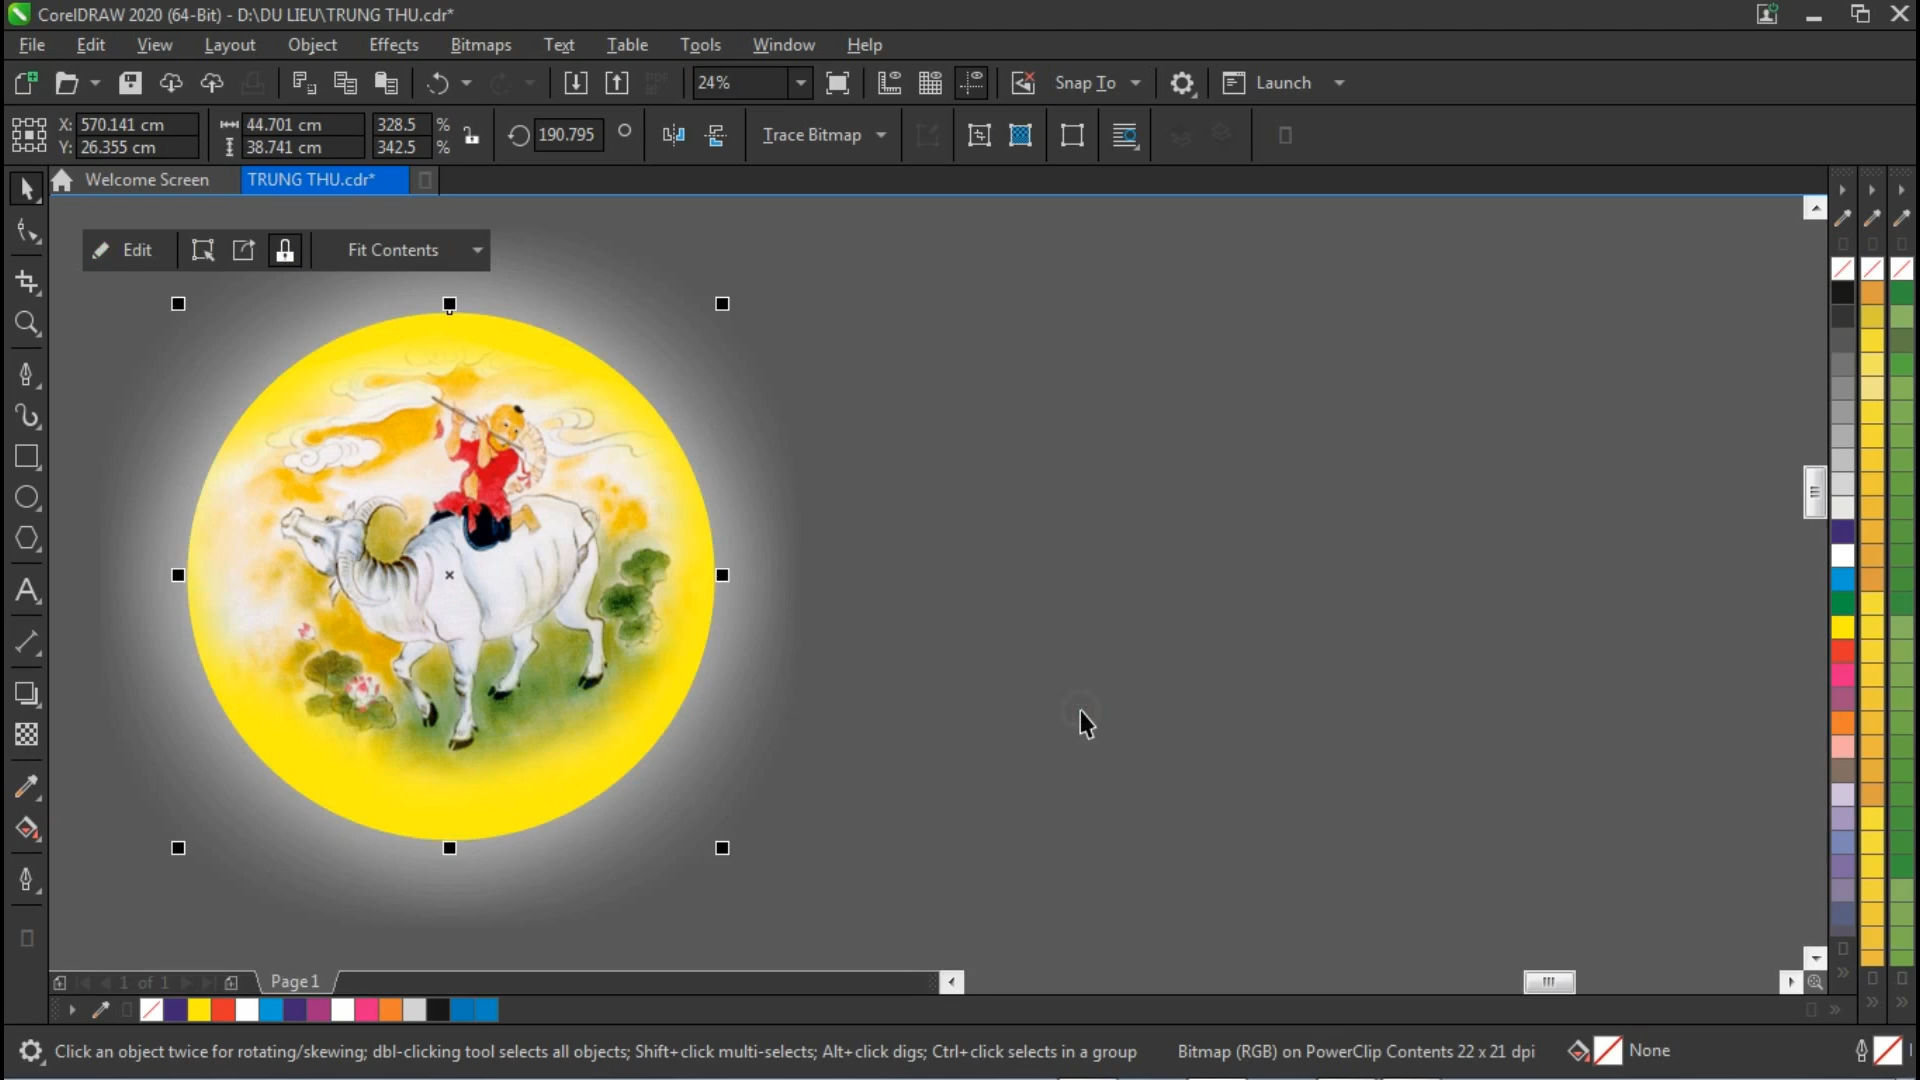 CorelDRAW 2020 (64-Bit) - D:\DU LIEU\TRUNG THU.cdr*
File Edit View Layout Object Effects Bitmaps Text Table Tools Window Help
24% Snap To Launch
X: 570.141 cm 44.701 cm 328.5 % 190.795 ° Trace Bitmap
Y: 26.355 cm 38.741 cm 342.5 %
Welcome Screen TRUNG THU.cdr*
Edit Fit Contents
1 of 1 Page 1
Click an object twice for rotating/skewing; dbl-clicking tool selects all objects; Shift+click multi-selects; Alt+click digs; Ctrl+click selects in a group Bitmap (RGB) on PowerClip Contents 22 x 21 dpi None